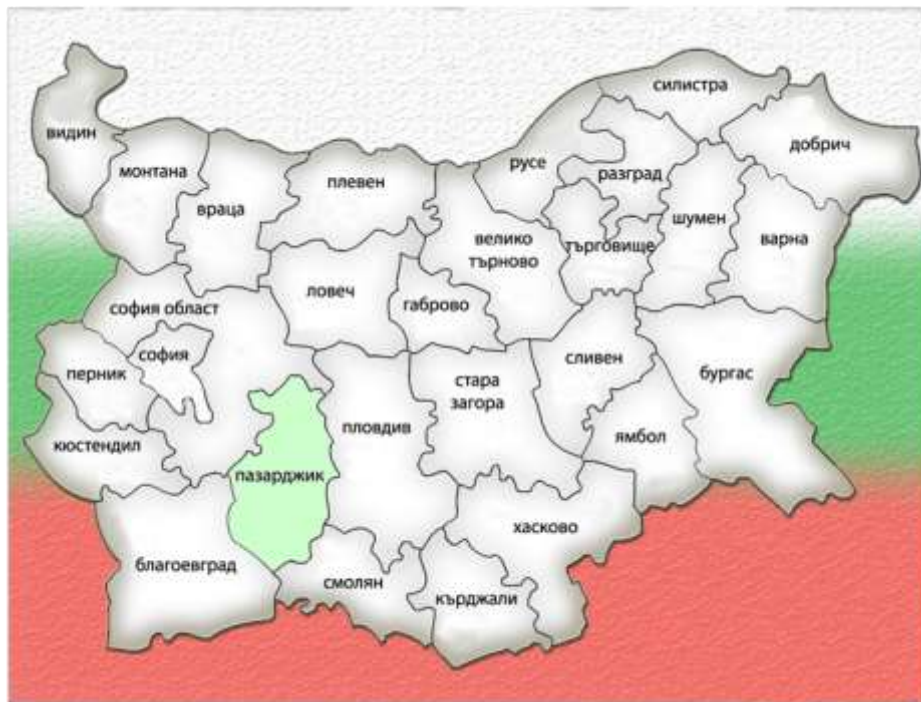 силистра
видин
добрич
русе
монтана
плевен
разград
враца
шумен
велико
търново
търговище
варна
ловеч
софия област
габрово
софия
сливен
перник
стара
загора
бургас
пловдив
ямбол
кюстендил
пазарджик
хасково
благоевград
смолян
кърджали